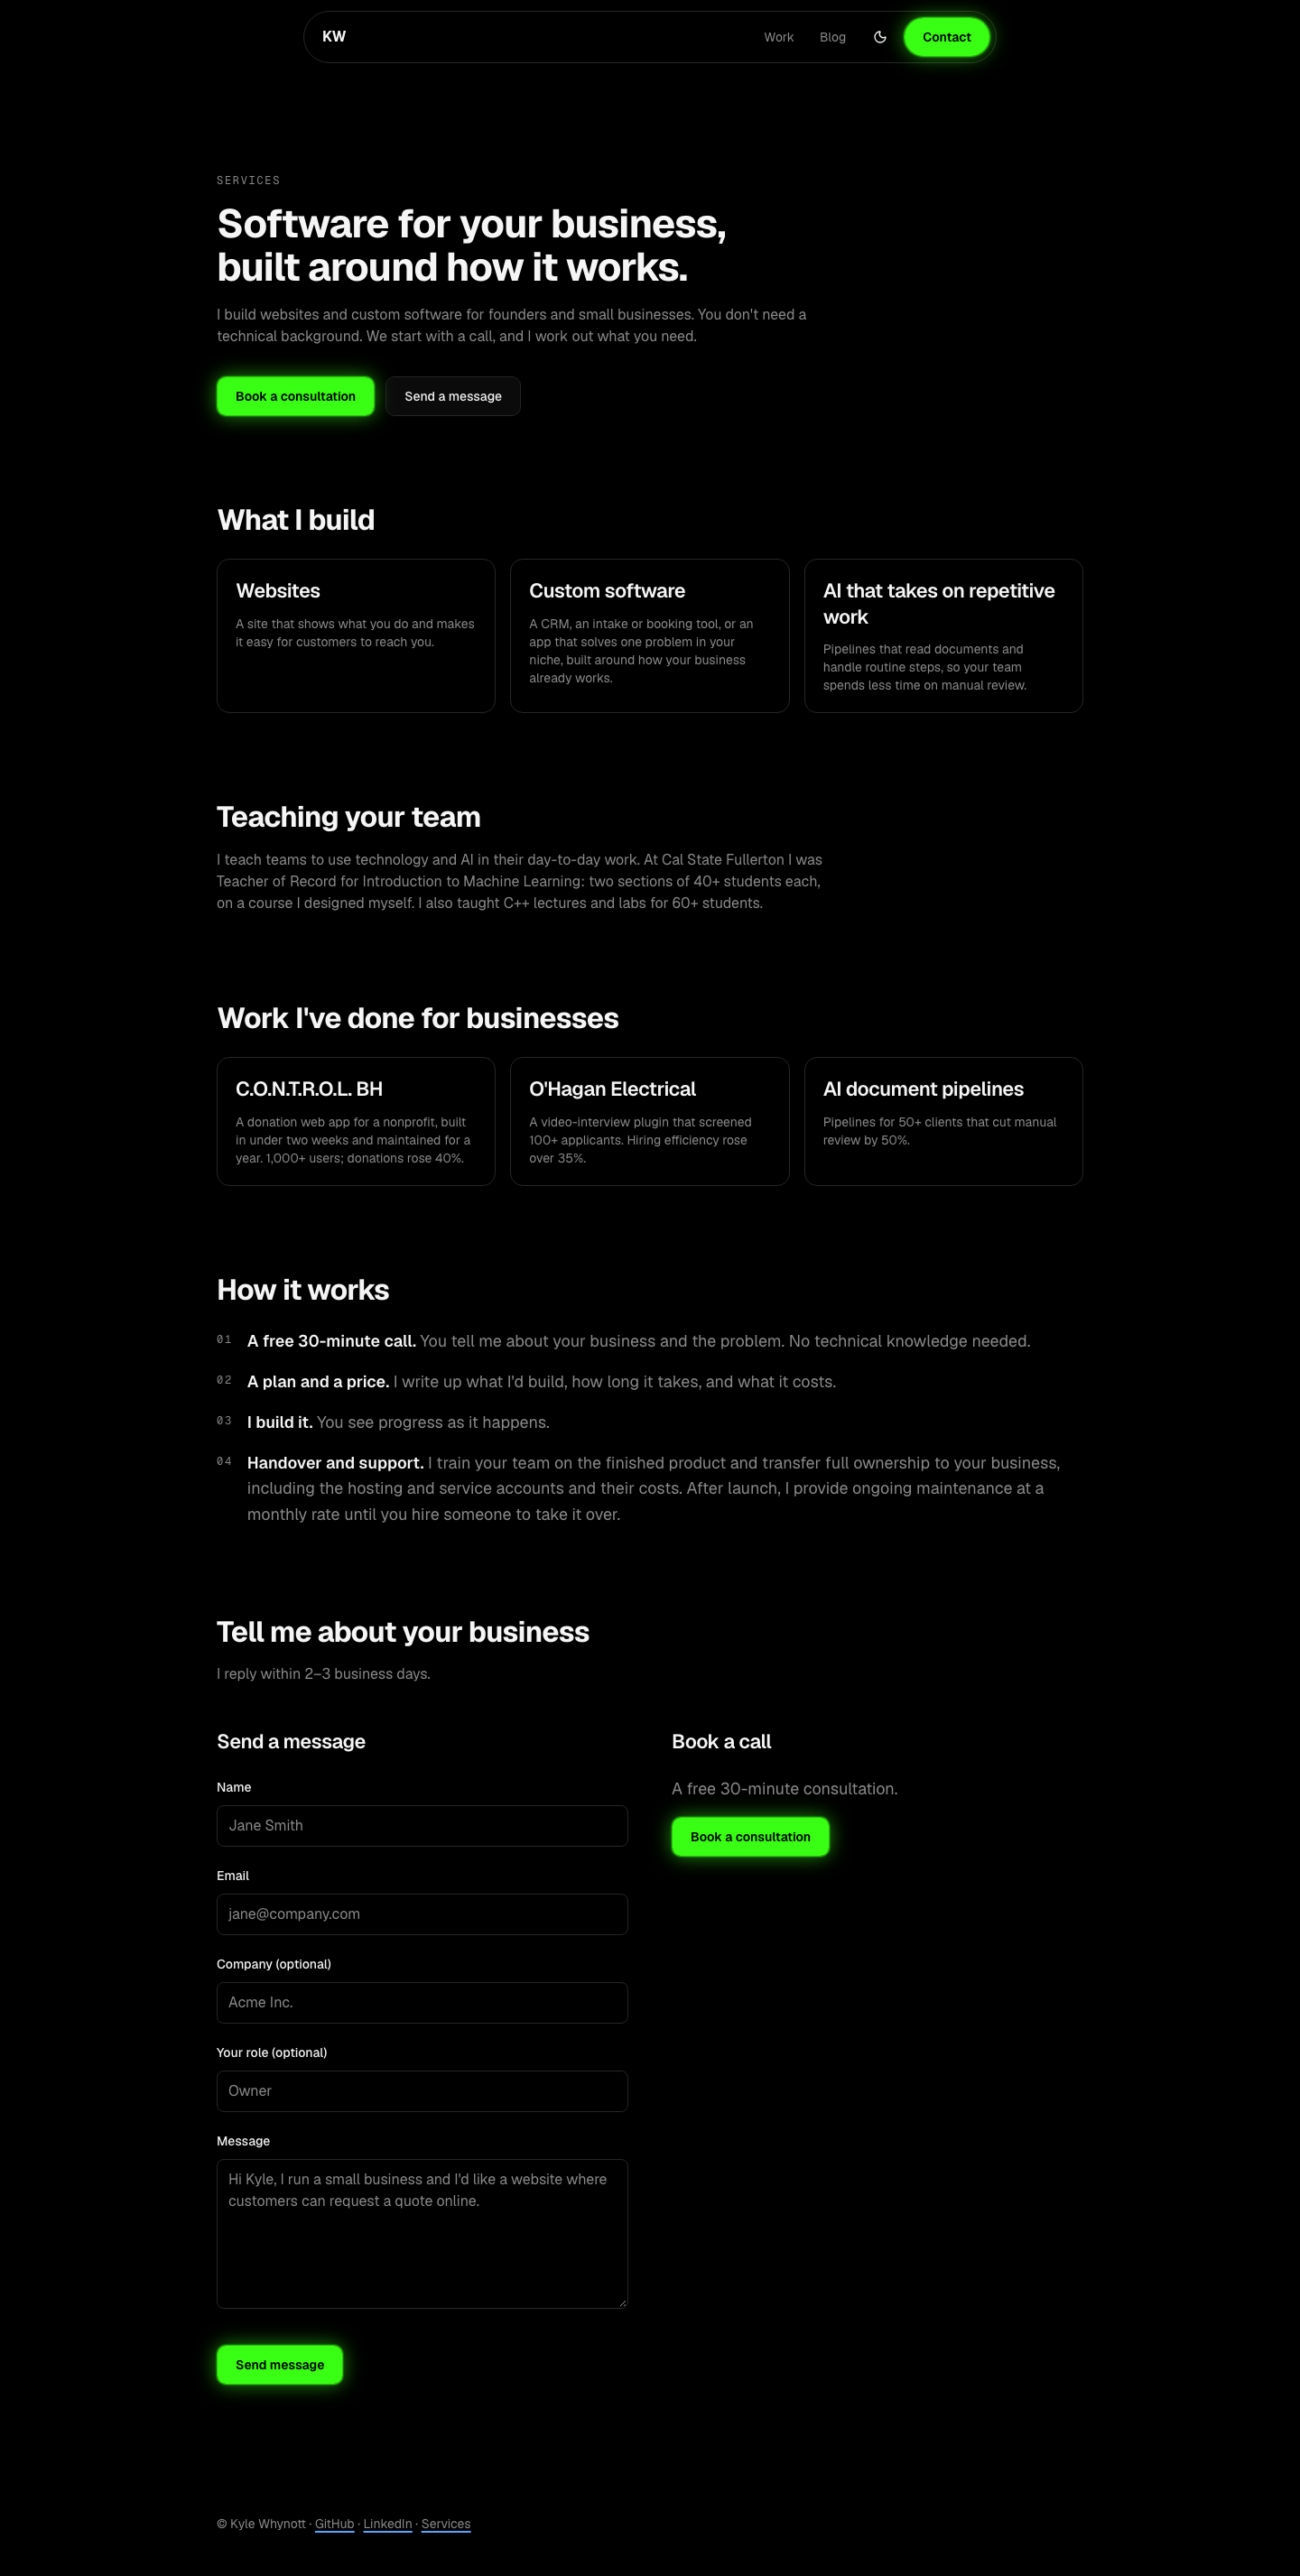 KW
Work
Blog
Contact
SERVICES
Software for your business,
built around how it works.
I build websites and custom software for founders and small businesses. You don't need a
technical background. We start with a call, and I work out what you need.
Book a consultation
Send a message
What I build
Websites
A site that shows what you do and makes
it easy for customers to reach you.
Custom software
A CRM, an intake or booking tool, or an
app that solves one problem in your
niche, built around how your business
already works.
AI that takes on repetitive
work
Pipelines that read documents and
handle routine steps, so your team
spends less time on manual review.
Teaching your team
I teach teams to use technology and AI in their day-to-day work. At Cal State Fullerton I was
Teacher of Record for Introduction to Machine Learning: two sections of 40+ students each,
on a course I designed myself. I also taught C++ lectures and labs for 60+ students.
Work I've done for businesses
C.O.N.T.R.O.L. BH
A donation web app for a nonprofit, built
in under two weeks and maintained for a
year. 1,000+ users; donations rose 40%.
O'Hagan Electrical
A video-interview plugin that screened
100+ applicants. Hiring efficiency rose
over 35%.
AI document pipelines
Pipelines for 50+ clients that cut manual
review by 50%.
How it works
01 A free 30-minute call. You tell me about your business and the problem. No technical knowledge needed.
02 A plan and a price. I write up what I'd build, how long it takes, and what it costs.
03 I build it. You see progress as it happens.
04 Handover and support. I train your team on the finished product and transfer full ownership to your business,
including the hosting and service accounts and their costs. After launch, I provide ongoing maintenance at a
monthly rate until you hire someone to take it over.
Tell me about your business
I reply within 2–3 business days.
Send a message
Name
Jane Smith
Email
jane@company.com
Company (optional)
Acme Inc.
Your role (optional)
Owner
Message
Hi Kyle, I run a small business and I'd like a website where
customers can request a quote online.
Send message
Book a call
A free 30-minute consultation.
Book a consultation
© Kyle Whynott · GitHub · LinkedIn · Services